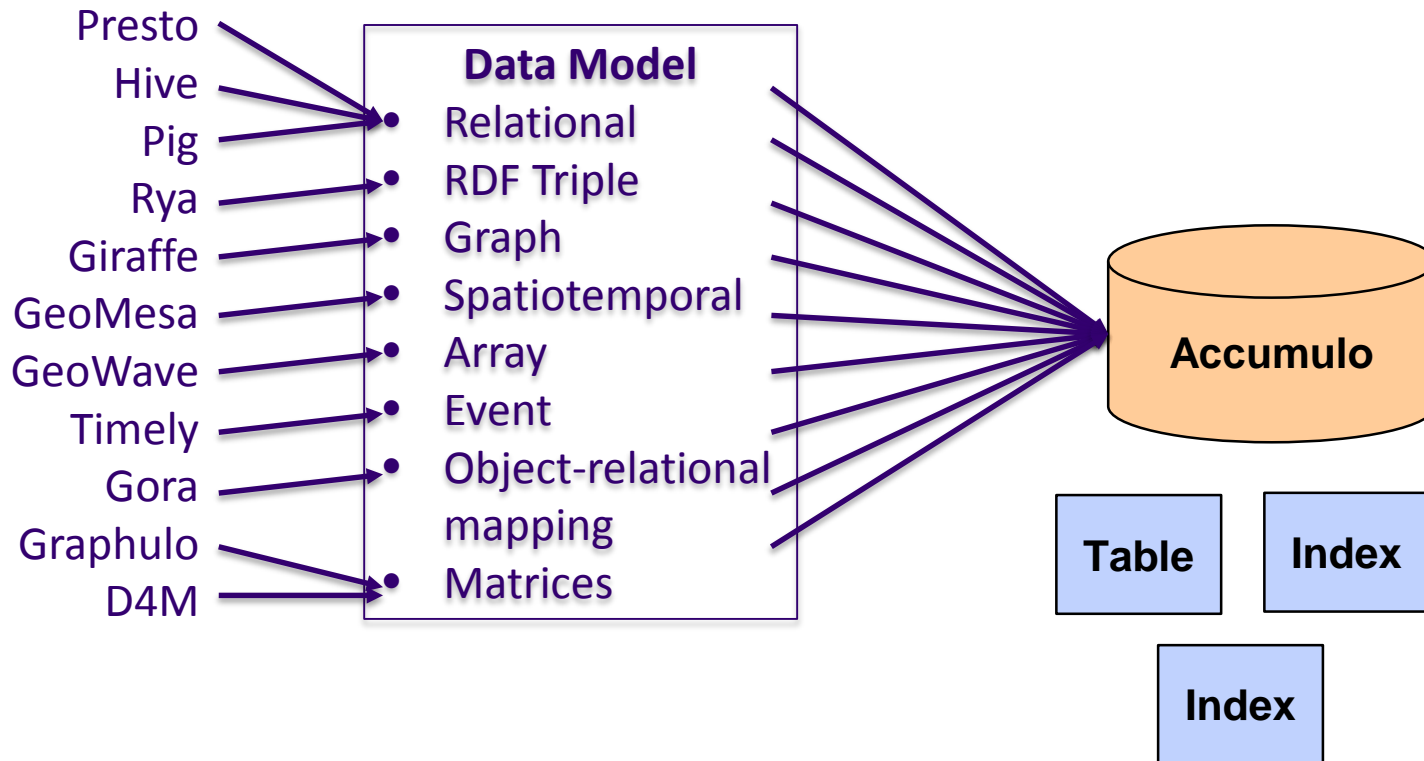 Presto
Hive
Pig
Rya
Giraffe
GeoMesa
GeoWave
Timely
Gora
Graphulo
D4M
Data Model
• Relational
• RDF Triple
• Graph
• Spatiotemporal
• Array
• Event
• Object-relational
mapping
• Matrices
Accumulo
Table
Index
Index